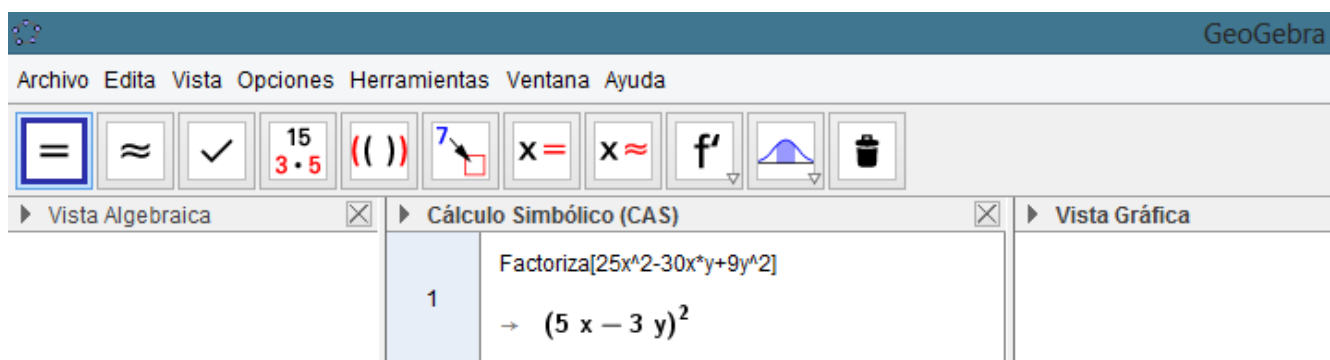 GeoGebra
Archivo Edita Vista Opciones Herramientas Ventana Ayuda
= ≈ ✓ 15 3·5 (( )) 7 x= x≈ f′
Vista Algebraica Cálculo Simbólico (CAS) Vista Gráfica
Factoriza[25x^2-30x*y+9y^2]
1
→ (5 x − 3 y)²